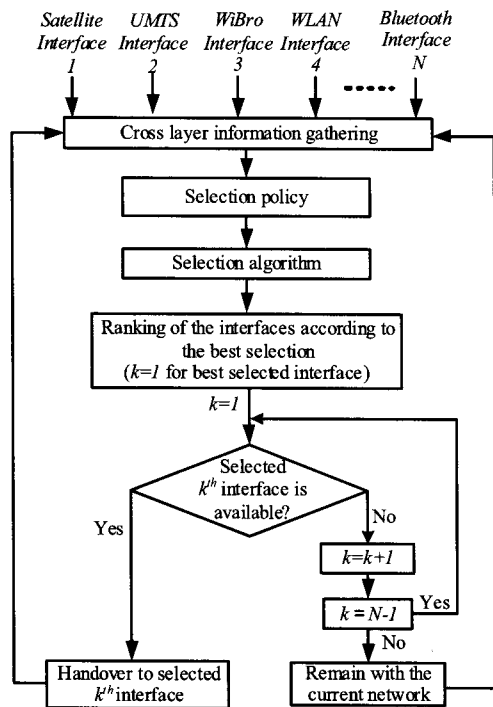 Satellite Interface 1
UMTS Interface 2
WiBro Interface 3
WLAN Interface 4
Bluetooth Interface N
Cross layer information gathering
Selection policy
Selection algorithm
Ranking of the interfaces according to
the best selection
(k=1 for best selected interface)
k=1
Selected
kth interface is
available?
Yes
No
k=k+1
k = N-1
Yes
No
Handover to selected
kth interface
Remain with the
current network